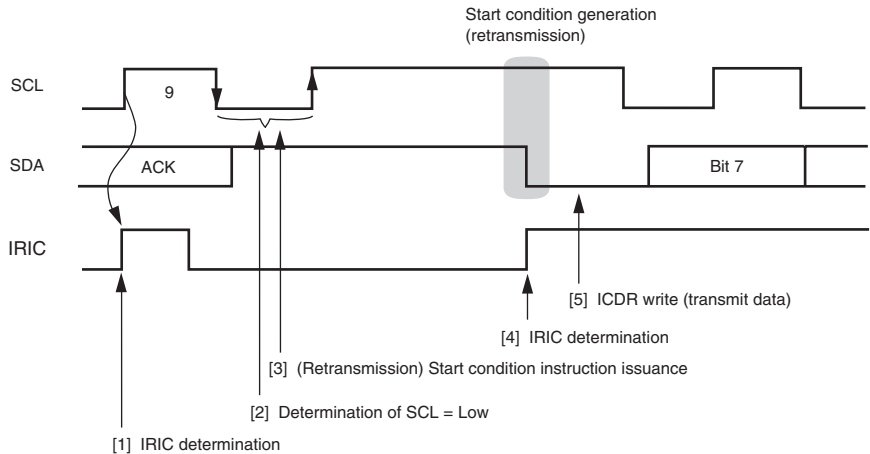 Start condition generation
(retransmission)
SCL
9
SDA
ACK
Bit 7
IRIC
[5] ICDR write (transmit data)
[4] IRIC determination
[3] (Retransmission) Start condition instruction issuance
[2] Determination of SCL = Low
[1] IRIC determination